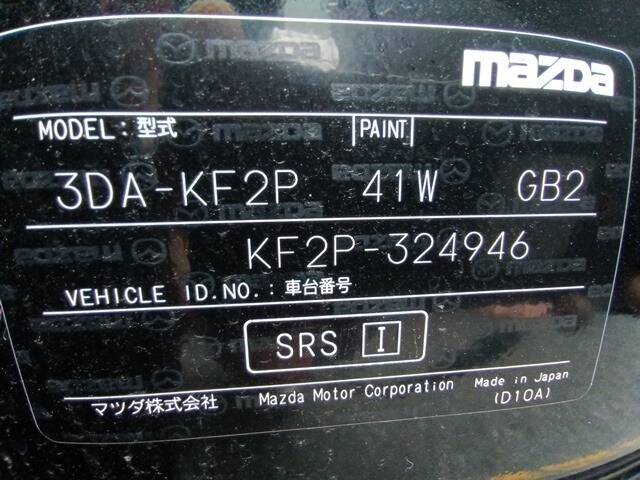 mazda
MODEL : 型式 PAINT
3DA-KF2P 41W GB2
KF2P-324946
VEHICLE ID.NO. : 車台番号
SRS I
マツダ株式会社 Mazda Motor Corporation Made in Japan
(D10A)